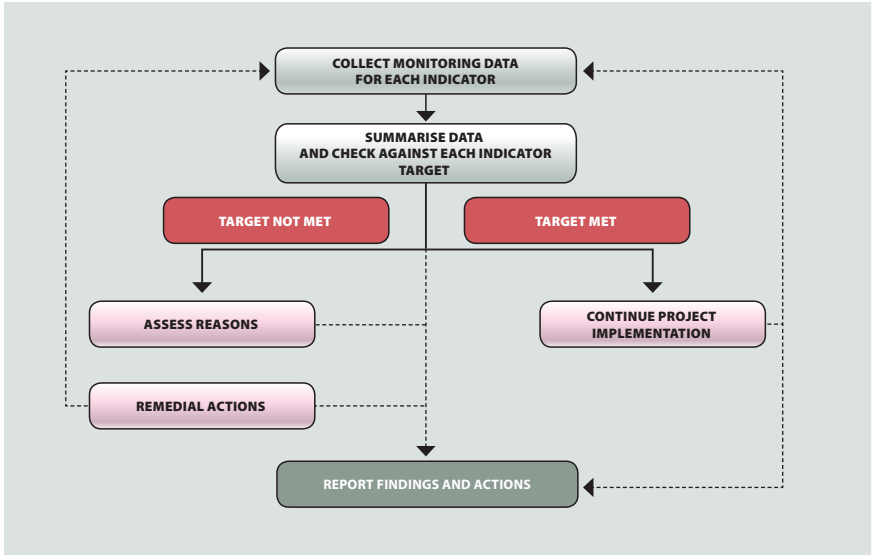 COLLECT MONITORING DATA
FOR EACH INDICATOR
SUMMARISE DATA
AND CHECK AGAINST EACH INDICATOR
TARGET
TARGET NOT MET
TARGET MET
ASSESS REASONS
CONTINUE PROJECT
IMPLEMENTATION
REMEDIAL ACTIONS
REPORT FINDINGS AND ACTIONS